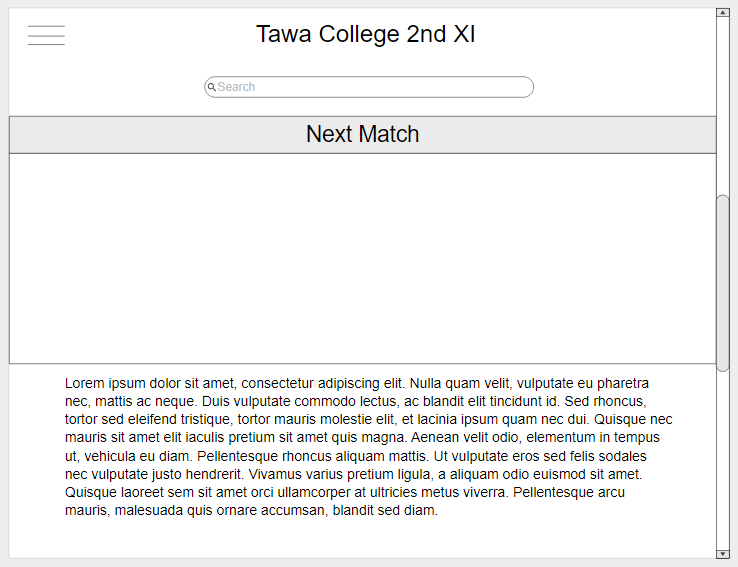 Tawa College 2nd XI
Search
Next Match
Lorem ipsum dolor sit amet, consectetur adipiscing elit. Nulla quam velit, vulputate eu pharetra
nec, mattis ac neque. Duis vulputate commodo lectus, ac blandit elit tincidunt id. Sed rhoncus,
tortor sed eleifend tristique, tortor mauris molestie elit, et lacinia ipsum quam nec dui. Quisque nec
mauris sit amet elit iaculis pretium sit amet quis magna. Aenean velit odio, elementum in tempus
ut, vehicula eu diam. Pellentesque rhoncus aliquam mattis. Ut vulputate eros sed felis sodales
nec vulputate justo hendrerit. Vivamus varius pretium ligula, a aliquam odio euismod sit amet.
Quisque laoreet sem sit amet orci ullamcorper at ultricies metus viverra. Pellentesque arcu
mauris, malesuada quis ornare accumsan, blandit sed diam.